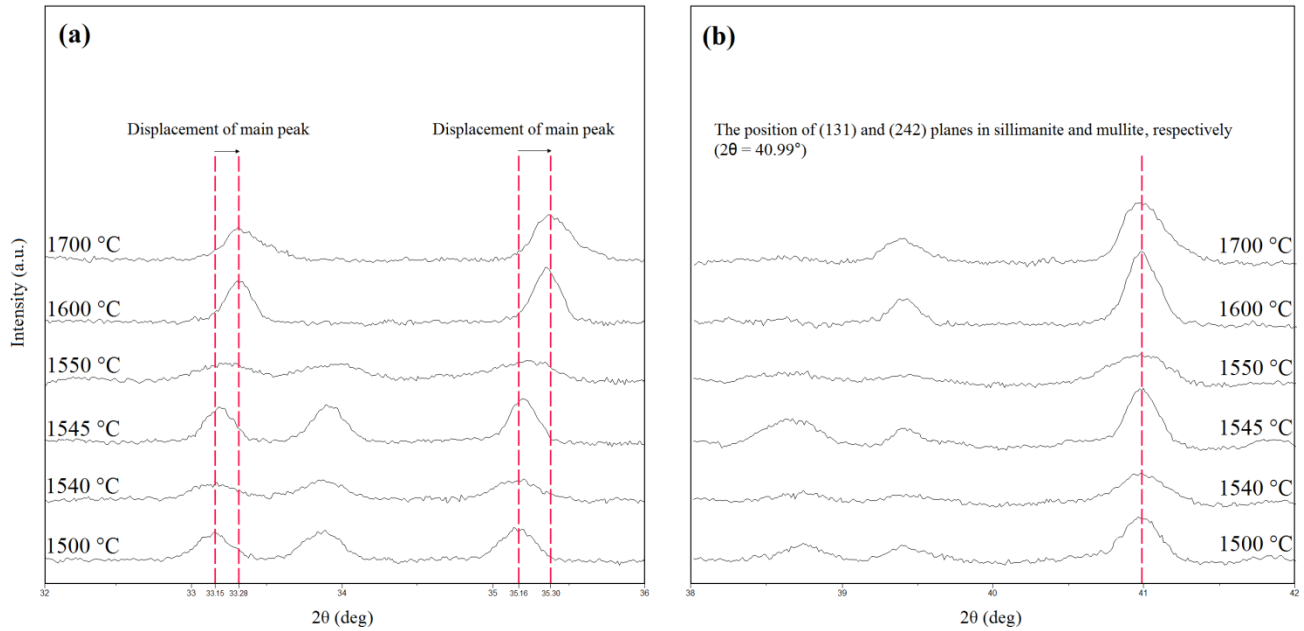 (a)
Displacement of main peak
Displacement of main peak
1700 °C
1600 °C
1550 °C
1545 °C
1540 °C
1500 °C
Intensity (a.u.)
32
33
33.15
33.28
34
35
35.16
35.30
36
2θ (deg)
(b)
The position of (131) and (242) planes in sillimanite and mullite, respectively
(2θ = 40.99°)
1700 °C
1600 °C
1550 °C
1545 °C
1540 °C
1500 °C
38
39
40
41
42
2θ (deg)